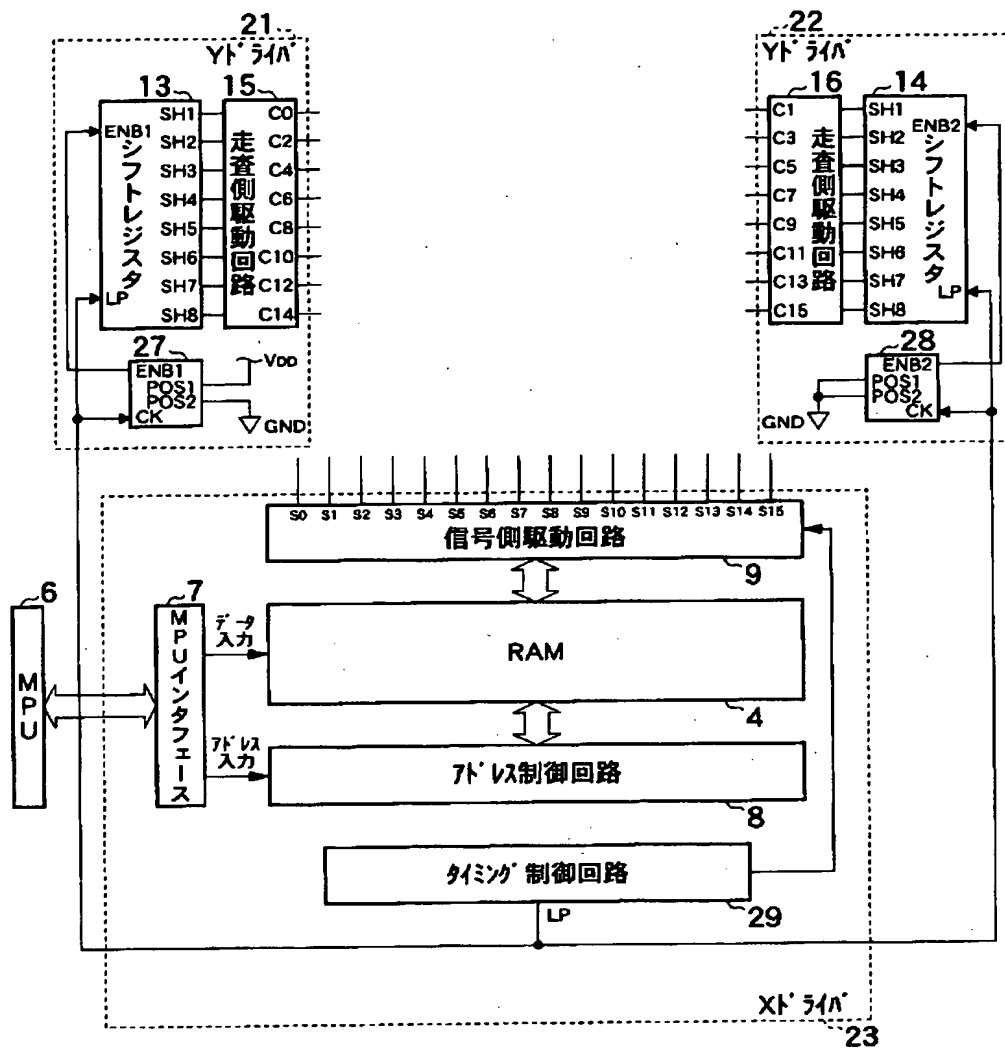 21
Yドライバ
13
15
ENB1
シフトレジスタ
LP
SH1
SH2
SH3
SH4
SH5
SH6
SH7
SH8
走査側駆動回路
C0
C2
C4
C6
C8
C10
C12
C14
27
ENB1
POS1
POS2
CK
VDD
GND
22
Yドライバ
16
14
C1
C3
C5
C7
C9
C11
C13
C15
走査側駆動回路
SH1
SH2
SH3
SH4
SH5
SH6
SH7
SH8
ENB2
シフトレジスタ
LP
28
ENB2
POS1
POS2
CK
GND
S0 S1 S2 S3 S4 S5 S6 S7 S8 S9 S10 S11 S12 S13 S14 S15
信号側駆動回路
9
6
MPU
7
MPUインタフェース
データ
入力
RAM
4
アドレス
入力
アドレス制御回路
8
タイミング制御回路
29
LP
Xドライバ
23